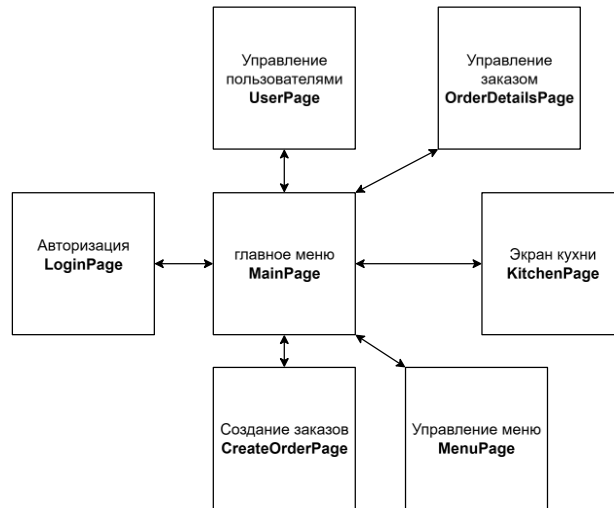 Управление
пользователями
UserPage
Управление
заказом
OrderDetailsPage
Авторизация
LoginPage
главное меню
MainPage
Экран кухни
KitchenPage
Создание заказов
CreateOrderPage
Управление меню
MenuPage